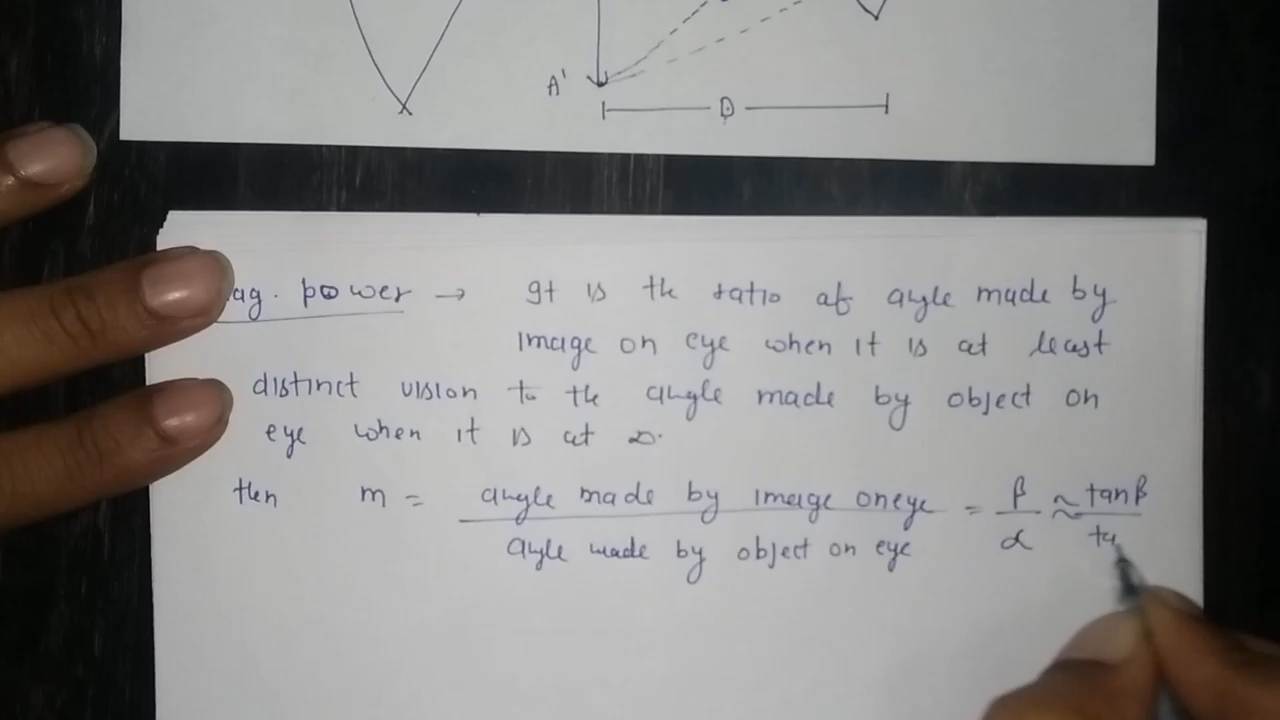 A'
D
ag. power → It is the ratio of angle made by
image on eye when it is at least
distinct vision to the angle made by object on
eye when it is at ∞.
then m = angle made by image on eye / angle made by object on eye = β / α ≈ tanβ / ta